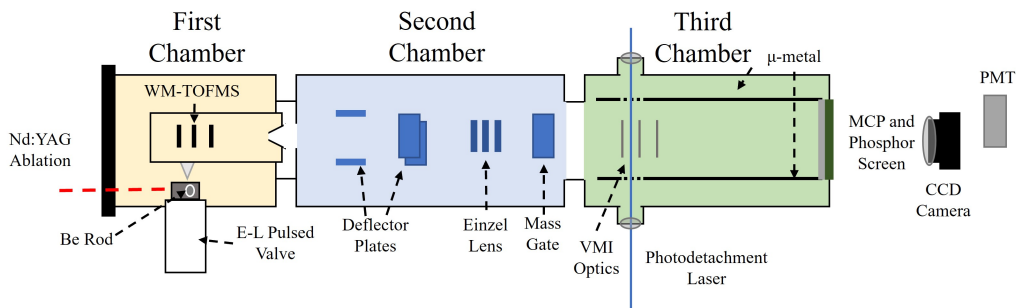 First
Chamber
Second
Chamber
Third
Chamber
μ-metal
PMT
WM-TOFMS
Nd:YAG
Ablation
MCP and
Phosphor
Screen
CCD
Camera
Be Rod
E-L Pulsed
Valve
Deflector
Plates
Einzel
Lens
Mass
Gate
VMI
Optics
Photodetachment
Laser